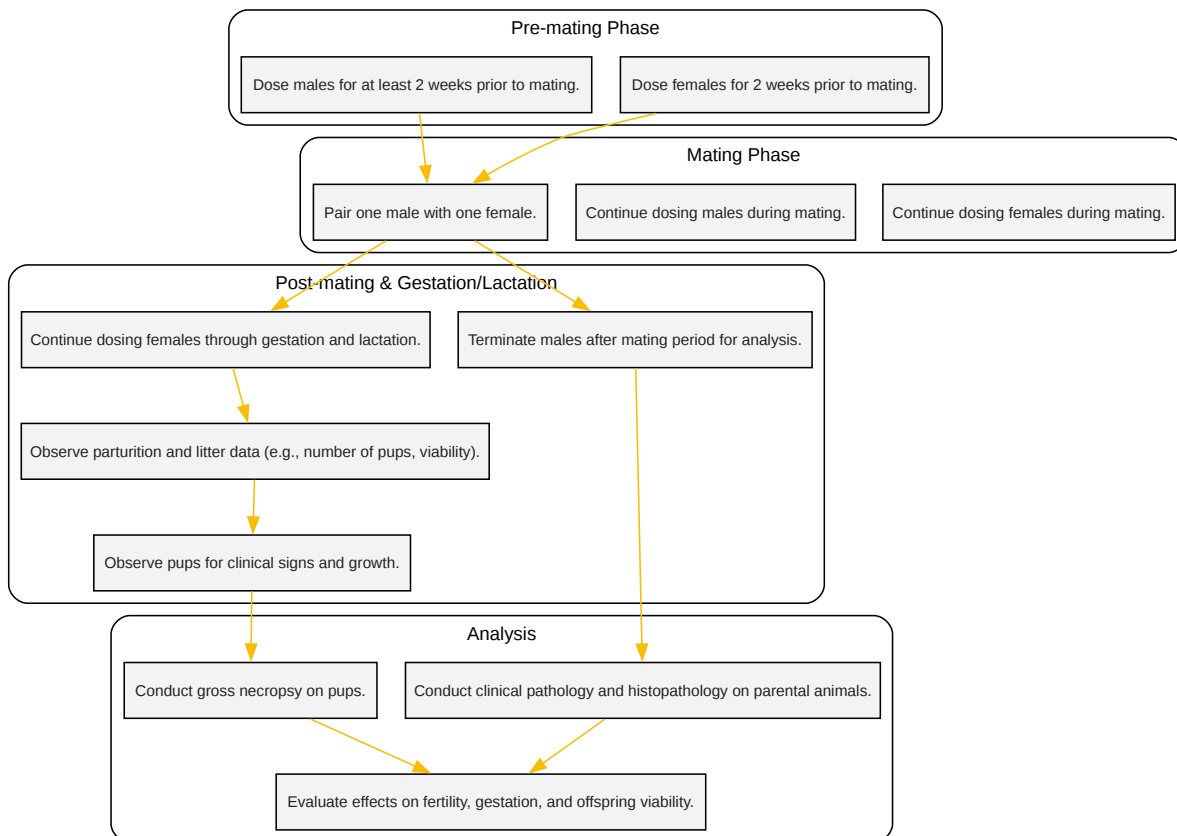 Pre-mating Phase
Dose males for at least 2 weeks prior to mating.
Dose females for 2 weeks prior to mating.
Mating Phase
Pair one male with one female.
Continue dosing males during mating.
Continue dosing females during mating.
Post-mating & Gestation/Lactation
Continue dosing females through gestation and lactation.
Terminate males after mating period for analysis.
Observe parturition and litter data (e.g., number of pups, viability).
Observe pups for clinical signs and growth.
Analysis
Conduct gross necropsy on pups.
Conduct clinical pathology and histopathology on parental animals.
Evaluate effects on fertility, gestation, and offspring viability.